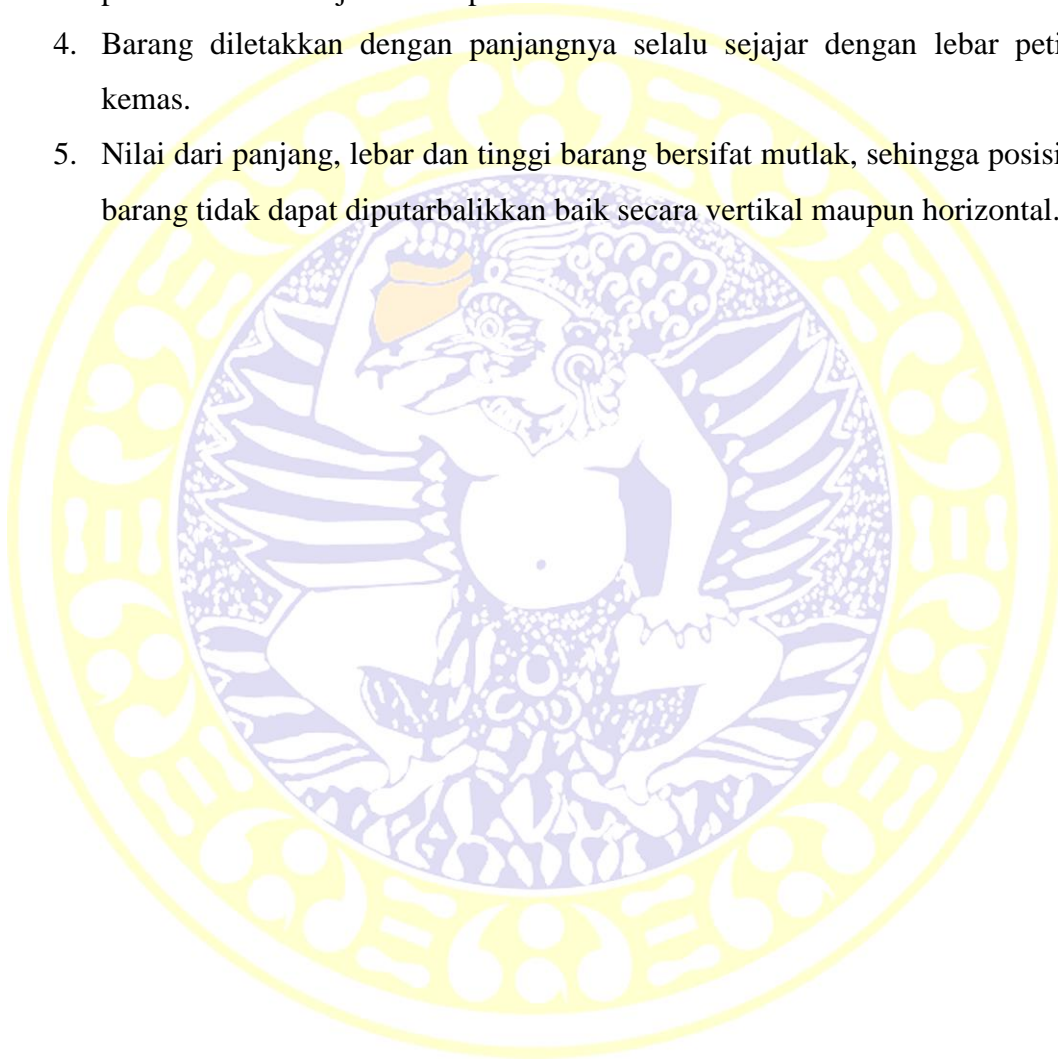 4. Barang diletakkan dengan panjangnya selalu sejajar dengan lebar peti
kemas.
5. Nilai dari panjang, lebar dan tinggi barang bersifat mutlak, sehingga posisi
barang tidak dapat diputarbalikkan baik secara vertikal maupun horizontal.